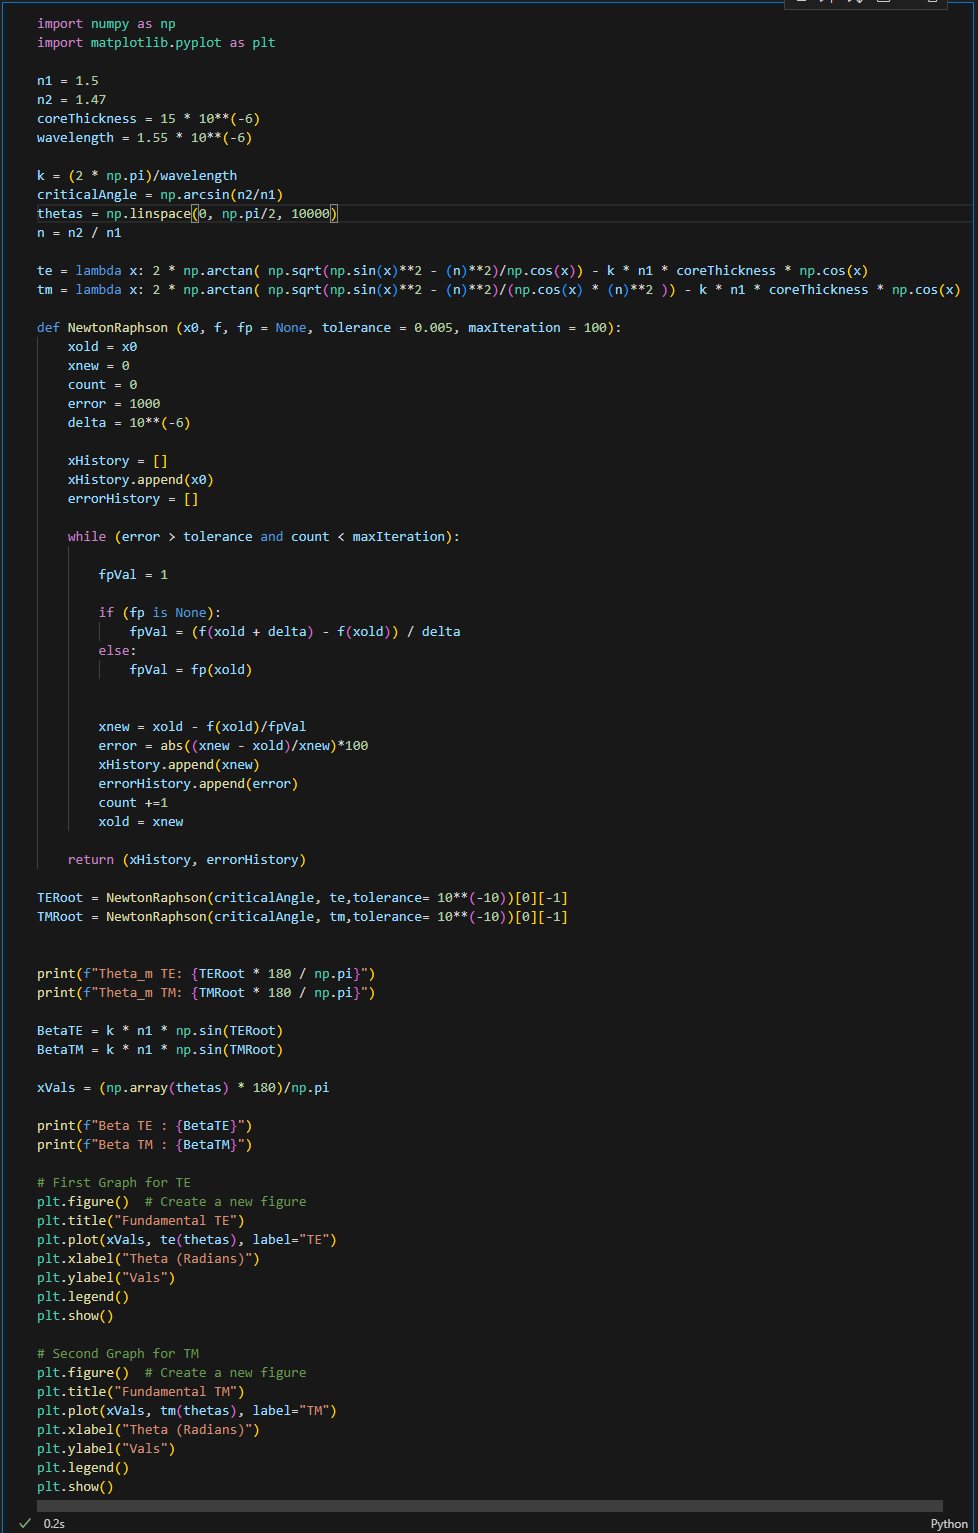 import numpy as np
import matplotlib.pyplot as plt
n1 = 1.5
n2 = 1.47
coreThickness = 15 * 10**(-6)
wavelength = 1.55 * 10**(-6)
k = (2 * np.pi)/wavelength
criticalAngle = np.arcsin(n2/n1)
thetas = np.linspace(0, np.pi/2, 10000)
n = n2 / n1
te = lambda x: 2 * np.arctan( np.sqrt(np.sin(x)**2 - (n)**2)/np.cos(x)) - k * n1 * coreThickness * np.cos(x)
tm = lambda x: 2 * np.arctan( np.sqrt(np.sin(x)**2 - (n)**2)/(np.cos(x) * (n)**2 )) - k * n1 * coreThickness * np.cos(x)
def NewtonRaphson (x0, f, fp = None, tolerance = 0.005, maxIteration = 100):
    xold = x0
    xnew = 0
    count = 0
    error = 1000
    delta = 10**(-6)
    xHistory = []
    xHistory.append(x0)
    errorHistory = []
    while (error > tolerance and count < maxIteration):
        fpVal = 1
        if (fp is None):
            fpVal = (f(xold + delta) - f(xold)) / delta
        else:
            fpVal = fp(xold)
        xnew = xold - f(xold)/fpVal
        error = abs((xnew - xold)/xnew)*100
        xHistory.append(xnew)
        errorHistory.append(error)
        count +=1
        xold = xnew
    return (xHistory, errorHistory)
TERoot = NewtonRaphson(criticalAngle, te,tolerance= 10**(-10))[0][-1]
TMRoot = NewtonRaphson(criticalAngle, tm,tolerance= 10**(-10))[0][-1]
print(f"Theta_m TE: {TERoot * 180 / np.pi}")
print(f"Theta_m TM: {TMRoot * 180 / np.pi}")
BetaTE = k * n1 * np.sin(TERoot)
BetaTM = k * n1 * np.sin(TMRoot)
xVals = (np.array(thetas) * 180)/np.pi
print(f"Beta TE : {BetaTE}")
print(f"Beta TM : {BetaTM}")
# First Graph for TE
plt.figure()  # Create a new figure
plt.title("Fundamental TE")
plt.plot(xVals, te(thetas), label="TE")
plt.xlabel("Theta (Radians)")
plt.ylabel("Vals")
plt.legend()
plt.show()
# Second Graph for TM
plt.figure()  # Create a new figure
plt.title("Fundamental TM")
plt.plot(xVals, tm(thetas), label="TM")
plt.xlabel("Theta (Radians)")
plt.ylabel("Vals")
plt.legend()
plt.show()
0.2s
Python